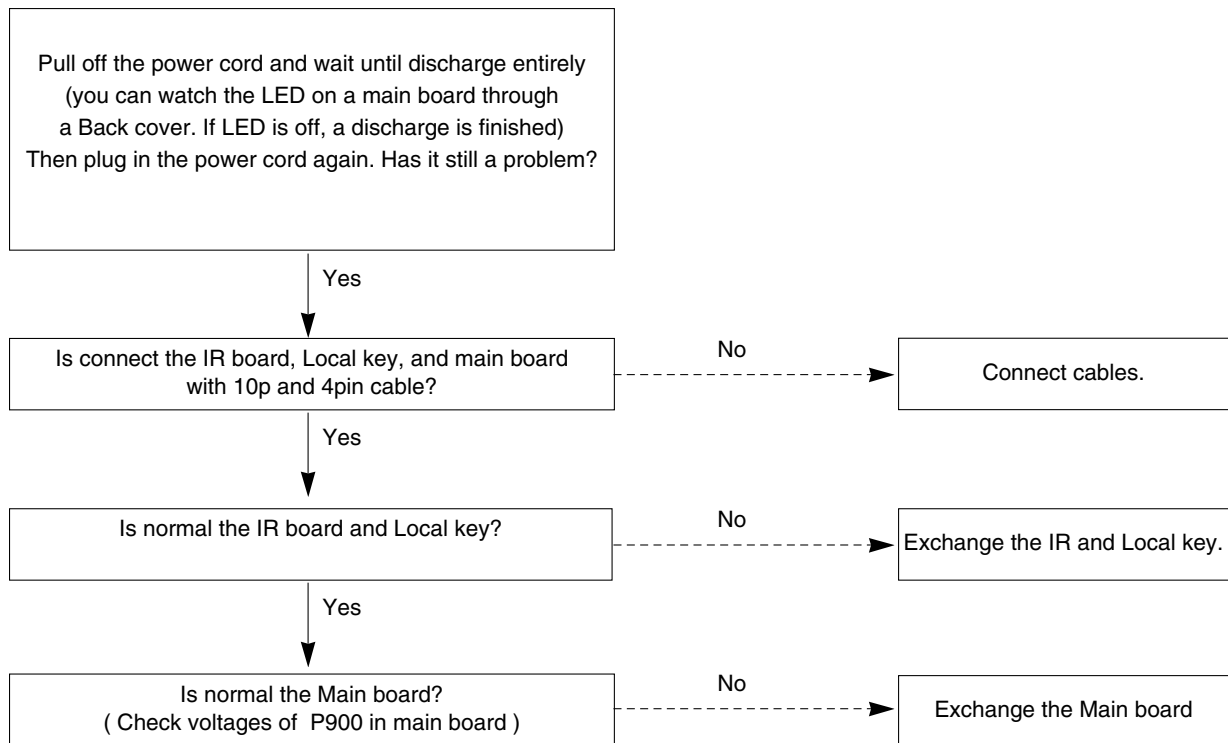 Pull off the power cord and wait until discharge entirely
(you can watch the LED on a main board through
a Back cover. If LED is off, a discharge is finished)
Then plug in the power cord again. Has it still a problem?
Yes
Is connect the IR board, Local key, and main board
with 10p and 4pin cable?
No
Connect cables.
Yes
Is normal the IR board and Local key?
No
Exchange the IR and Local key.
Yes
Is normal the Main board?
( Check voltages of P900 in main board )
No
Exchange the Main board